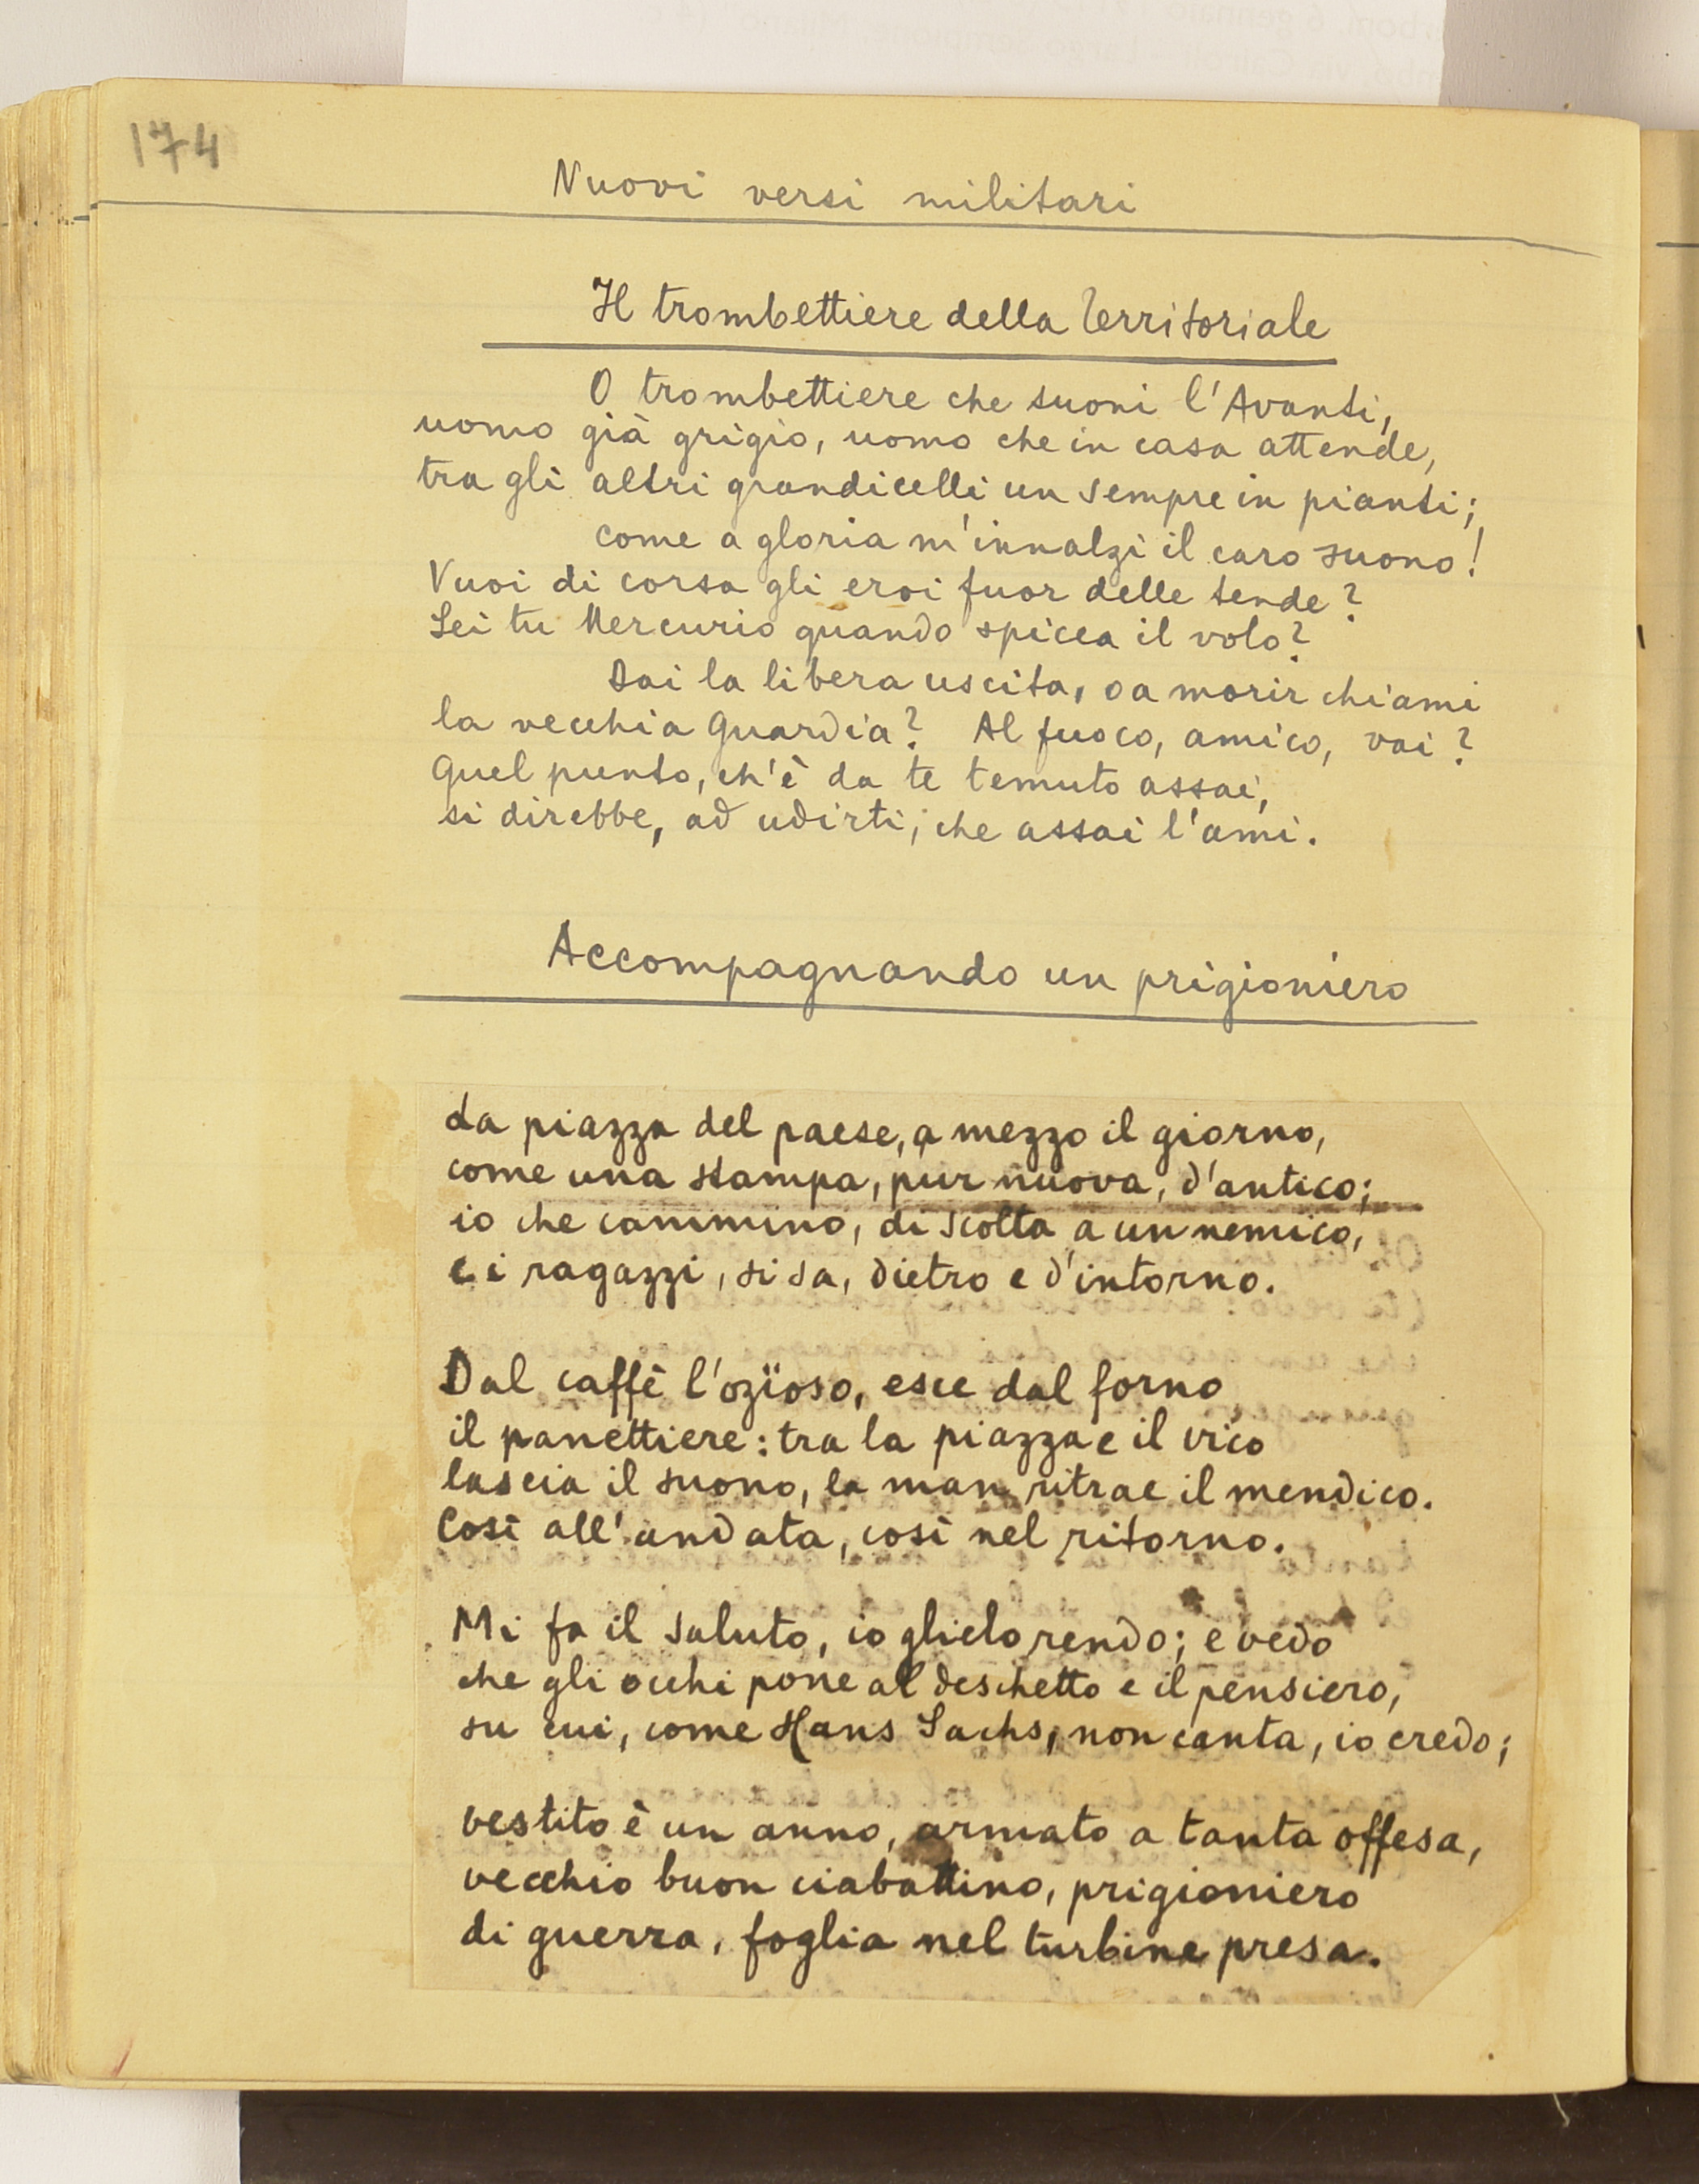 174
Nuovi versi militari
Il trombettiere della Territoriale
O trombettiere che suoni l'Avanti,
uomo già grigio, uomo che in casa attende,
tra gli altri grandicelli un sempre in pianti;
come a gloria m'innalzi il caro suono!
Vuoi di corsa gli eroi fuor delle tende?
Sei tu Mercurio quando spicca il volo?
Dai la libera uscita, o a morir chiami
la vecchia Guardia? Al fuoco, amico, vai?
Quel punto, ch'è da te temuto assai,
si direbbe, ad udirti, che assai l'ami.
Accompagnando un prigioniero
La piazza del paese, a mezzo il giorno,
come una stampa, pur nuova, d'antico;
io che cammino, di scolta a un nemico,
e i ragazzi, si sa, dietro e d'intorno.
Dal caffè l'ozïoso, esce dal forno
il panettiere: tra la piazza e il vico
lascia il suono, la man ritrae il mendico.
Così all'andata, così nel ritorno.
Mi fa il saluto, io glielo rendo; e vedo
che gli occhi pone al deschetto e il pensiero,
su cui, come Hans Sachs, non canta, io credo;
vestito è un anno, armato a tanta offesa,
vecchio buon ciabattino, prigioniero
di guerra, foglia nel turbine presa.